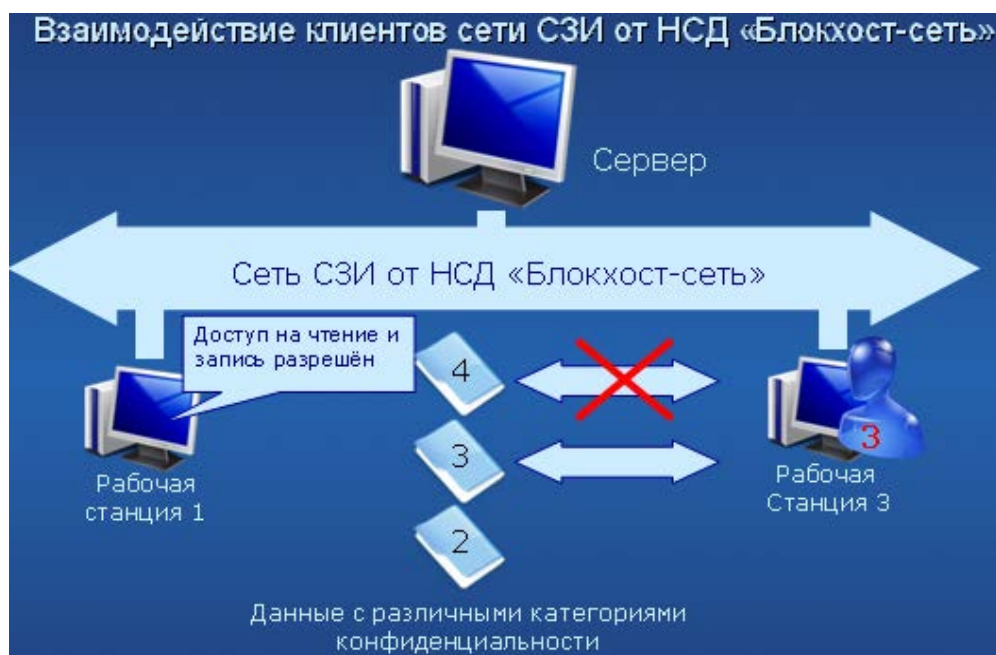 Взаимодействие клиентов сети СЗИ от НСД «Блокхост-сеть»
Сервер
Сеть СЗИ от НСД «Блокхост-сеть»
Доступ на чтение и
запись разрешён
4
3
2
3
Рабочая
станция 1
Рабочая
Станция 3
Данные с различными категориями
конфиденциальности